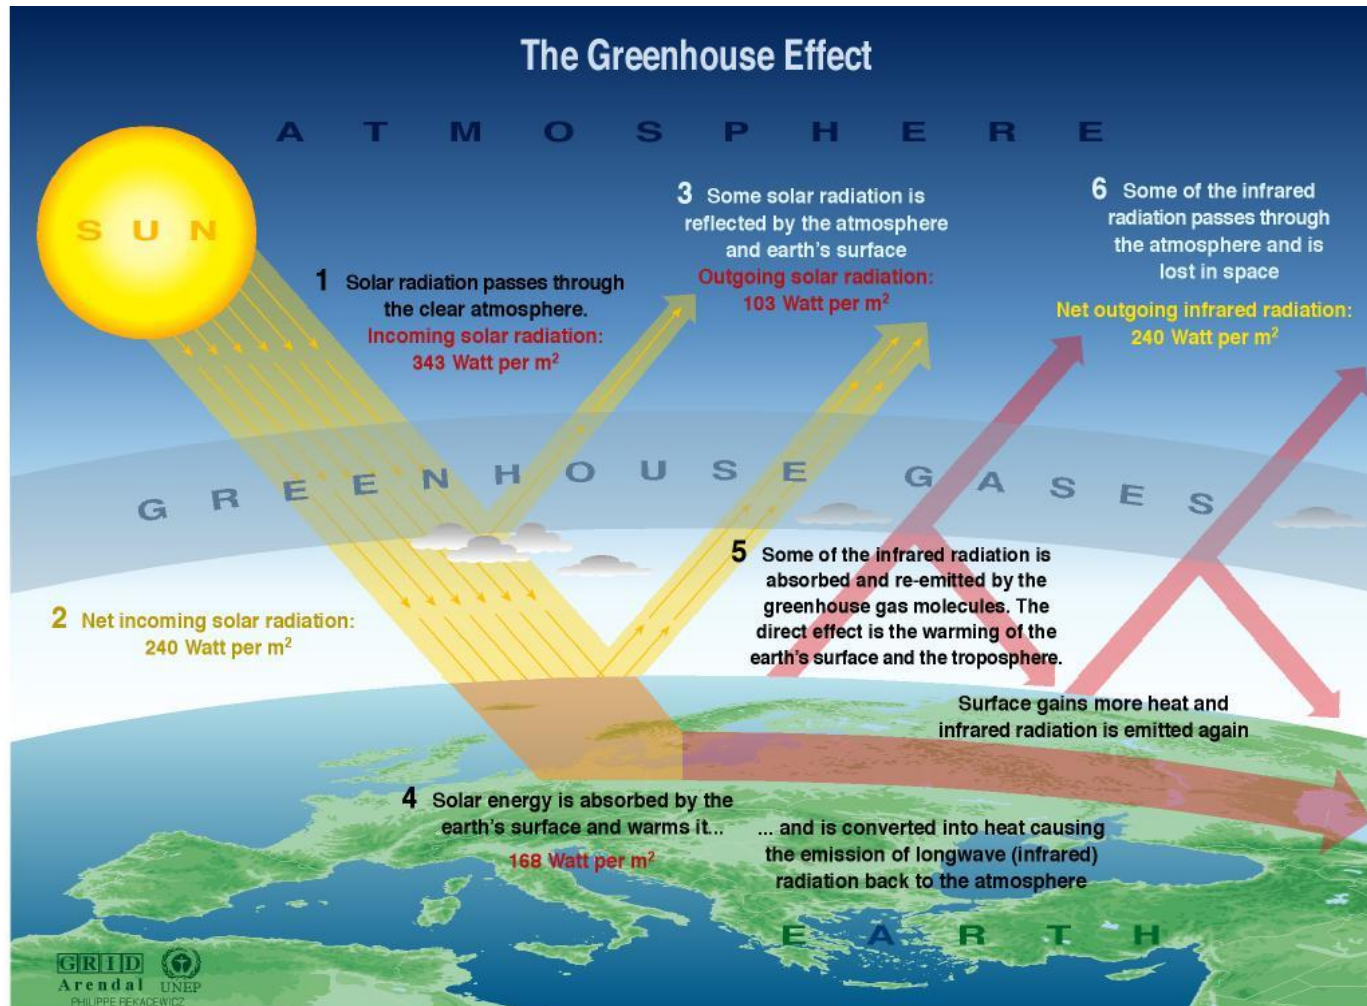 The Greenhouse Effect
ATMOSPHERE
SUN
1 Solar radiation passes through
the clear atmosphere.
Incoming solar radiation:
343 Watt per m²
3 Some solar radiation is
reflected by the atmosphere
and earth's surface
Outgoing solar radiation:
103 Watt per m²
6 Some of the infrared
radiation passes through
the atmosphere and is
lost in space
Net outgoing infrared radiation:
240 Watt per m²
GREENHOUSE GASES
2 Net incoming solar radiation:
240 Watt per m²
5 Some of the infrared radiation is
absorbed and re-emitted by the
greenhouse gas molecules. The
direct effect is the warming of the
earth's surface and the troposphere.
Surface gains more heat and
infrared radiation is emitted again
4 Solar energy is absorbed by the
earth's surface and warms it...
168 Watt per m²
... and is converted into heat causing
the emission of longwave (infrared)
radiation back to the atmosphere
EARTH
GRID
Arendal
UNEP
PHILIPPE REKACEWICZ